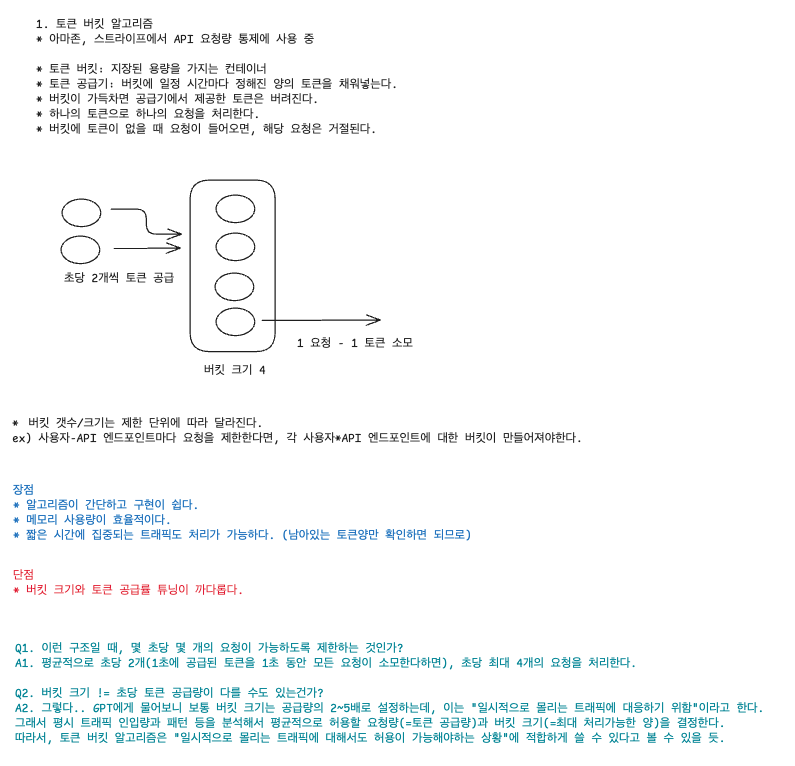 1. 토큰 버킷 알고리즘
* 아마존, 스트라이프에서 API 요청량 통제에 사용 중
* 토큰 버킷: 지장된 용량을 가지는 컨테이너
* 토큰 공급기: 버킷에 일정 시간마다 정해진 양의 토큰을 채워넣는다.
* 버킷이 가득차면 공급기에서 제공한 토큰은 버려진다.
* 하나의 토큰으로 하나의 요청을 처리한다.
* 버킷에 토큰이 없을 때 요청이 들어오면, 해당 요청은 거절된다.
초당 2개씩 토큰 공급
1 요청 - 1 토큰 소모
버킷 크기 4
* 버킷 갯수/크기는 제한 단위에 따라 달라진다.
ex) 사용자-API 엔드포인트마다 요청을 제한한다면, 각 사용자*API 엔드포인트에 대한 버킷이 만들어져야한다.
장점
* 알고리즘이 간단하고 구현이 쉽다.
* 메모리 사용량이 효율적이다.
* 짧은 시간에 집중되는 트래픽도 처리가 가능하다. (남아있는 토큰양만 확인하면 되므로)
단점
* 버킷 크기와 토큰 공급률 튜닝이 까다롭다.
Q1. 이런 구조일 때, 몇 초당 몇 개의 요청이 가능하도록 제한하는 것인가?
A1. 평균적으로 초당 2개(1초에 공급된 토큰을 1초 동안 모든 요청이 소모한다하면), 초당 최대 4개의 요청을 처리한다.
Q2. 버킷 크기 != 초당 토큰 공급량이 다를 수도 있는건가?
A2. 그렇다.. GPT에게 물어보니 보통 버킷 크기는 공급량의 2~5배로 설정하는데, 이는 "일시적으로 몰리는 트래픽에 대응하기 위함"이라고 한다.
그래서 평시 트래픽 인입량과 패턴 등을 분석해서 평균적으로 허용할 요청량(=토큰 공급량)과 버킷 크기(=최대 처리가능한 양)을 결정한다.
따라서, 토큰 버킷 알고리즘은 "일시적으로 몰리는 트래픽에 대해서도 허용이 가능해야하는 상황"에 적합하게 쓸 수 있다고 볼 수 있을 듯.